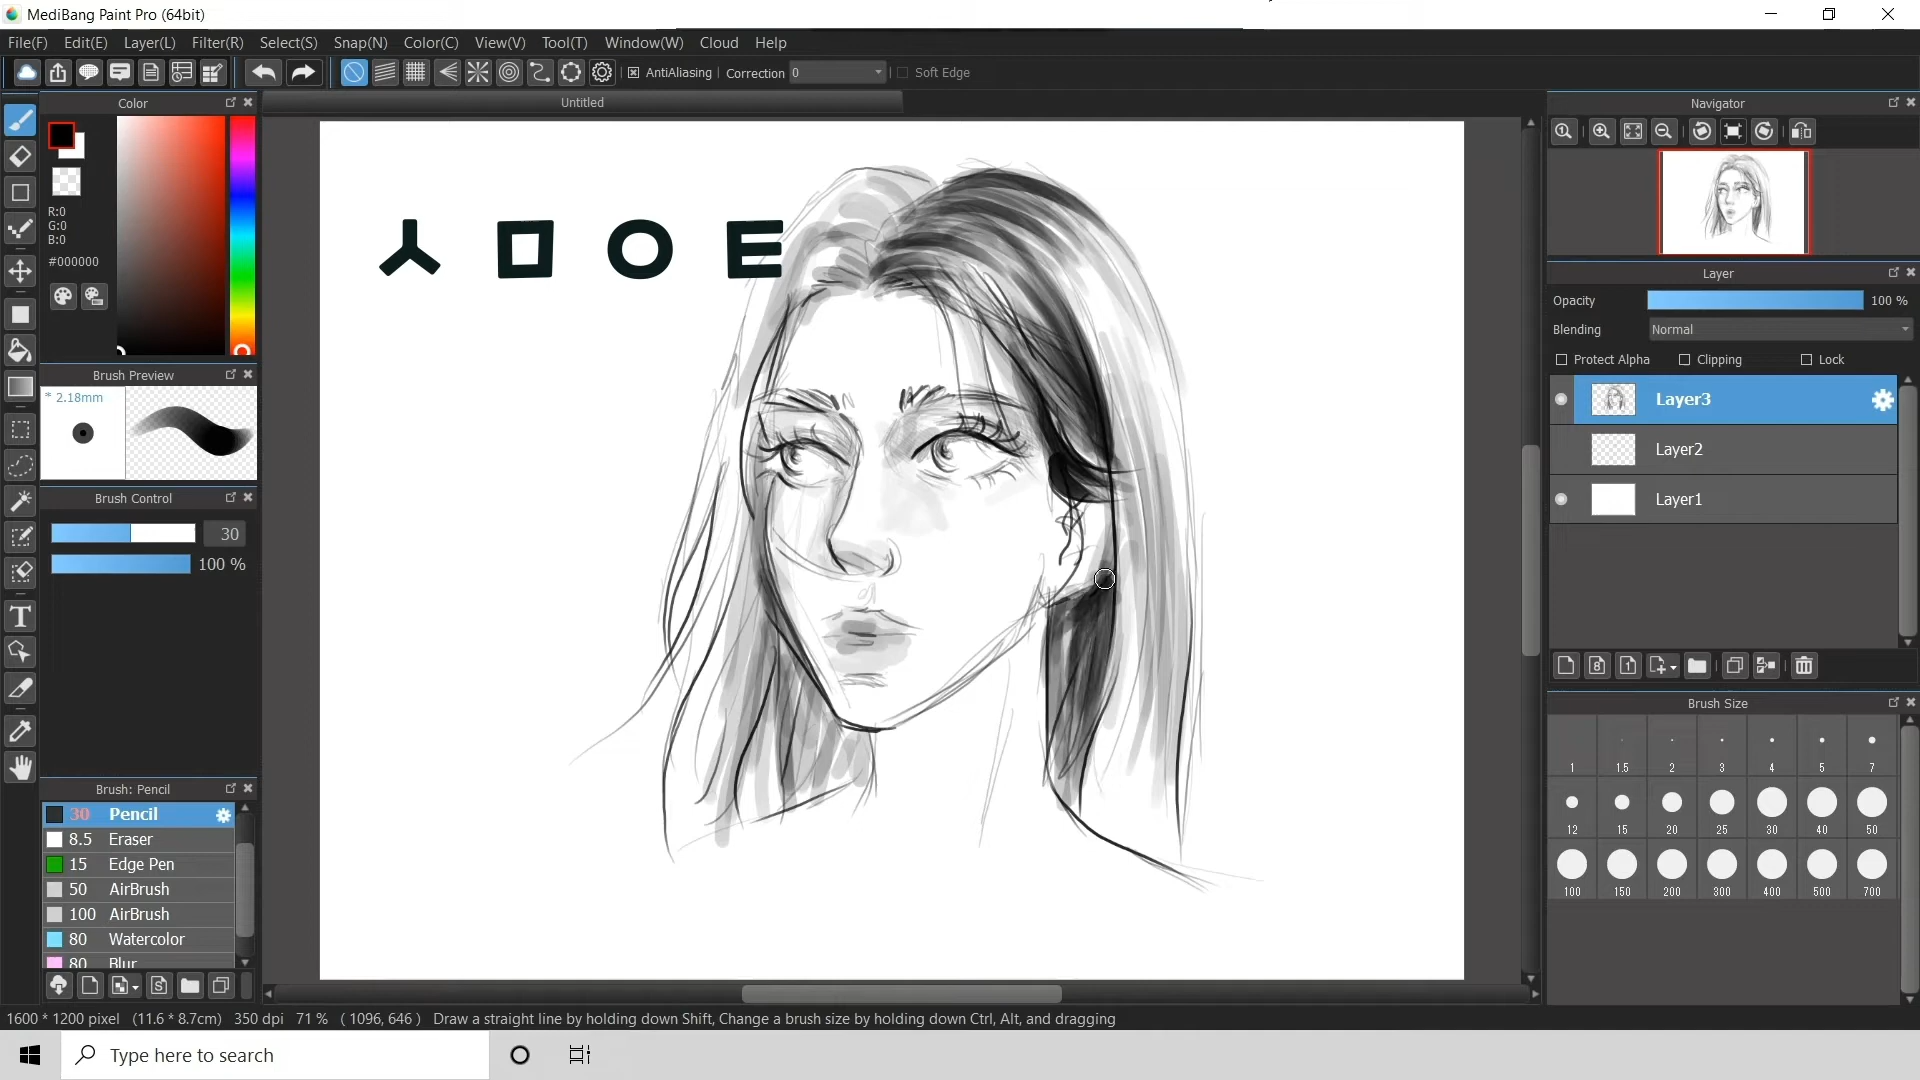 MediBang Paint Pro (64bit)
File(F) Edit(E) Layer(L) Filter(R) Select(S) Snap(N) Color(C) View(V) Tool(T) Window(W) Cloud Help
AntiAliasing Correction 0 Soft Edge
Color
R:0
G:0
B:0
#000000
Brush Preview
* 2.18mm
Brush Control
30
100 %
Brush: Pencil
30 Pencil
8.5 Eraser
15 Edge Pen
50 AirBrush
100 AirBrush
80 Watercolor
80 Blur
Untitled
ㅅ ㅁ ㅇ ㅌ
Navigator
Layer
Opacity 100 %
Blending Normal
Protect Alpha Clipping Lock
Layer3
Layer2
Layer1
Brush Size
1 1.5 2 3 4 5 7
12 15 20 25 30 40 50
100 150 200 300 400 500 700
1600 * 1200 pixel (11.6 * 8.7cm) 350 dpi 71 % ( 1096, 646 ) Draw a straight line by holding down Shift, Change a brush size by holding down Ctrl, Alt, and dragging
Type here to search